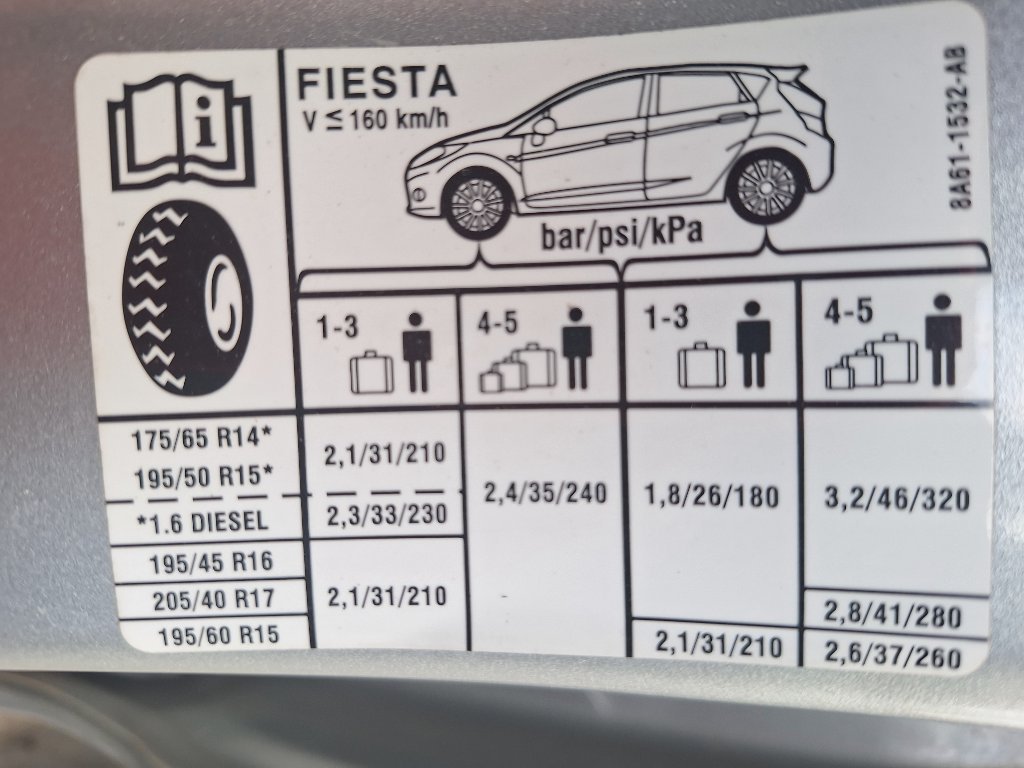 FIESTA
V ≤ 160 km/h
8A61-1532-AB
i
bar/psi/kPa
1-3
4-5
1-3
4-5
175/65 R14*
195/50 R15*
2,1/31/210
2,4/35/240
1,8/26/180
3,2/46/320
*1.6 DIESEL
2,3/33/230
195/45 R16
205/40 R17
2,1/31/210
2,8/41/280
195/60 R15
2,1/31/210
2,6/37/260